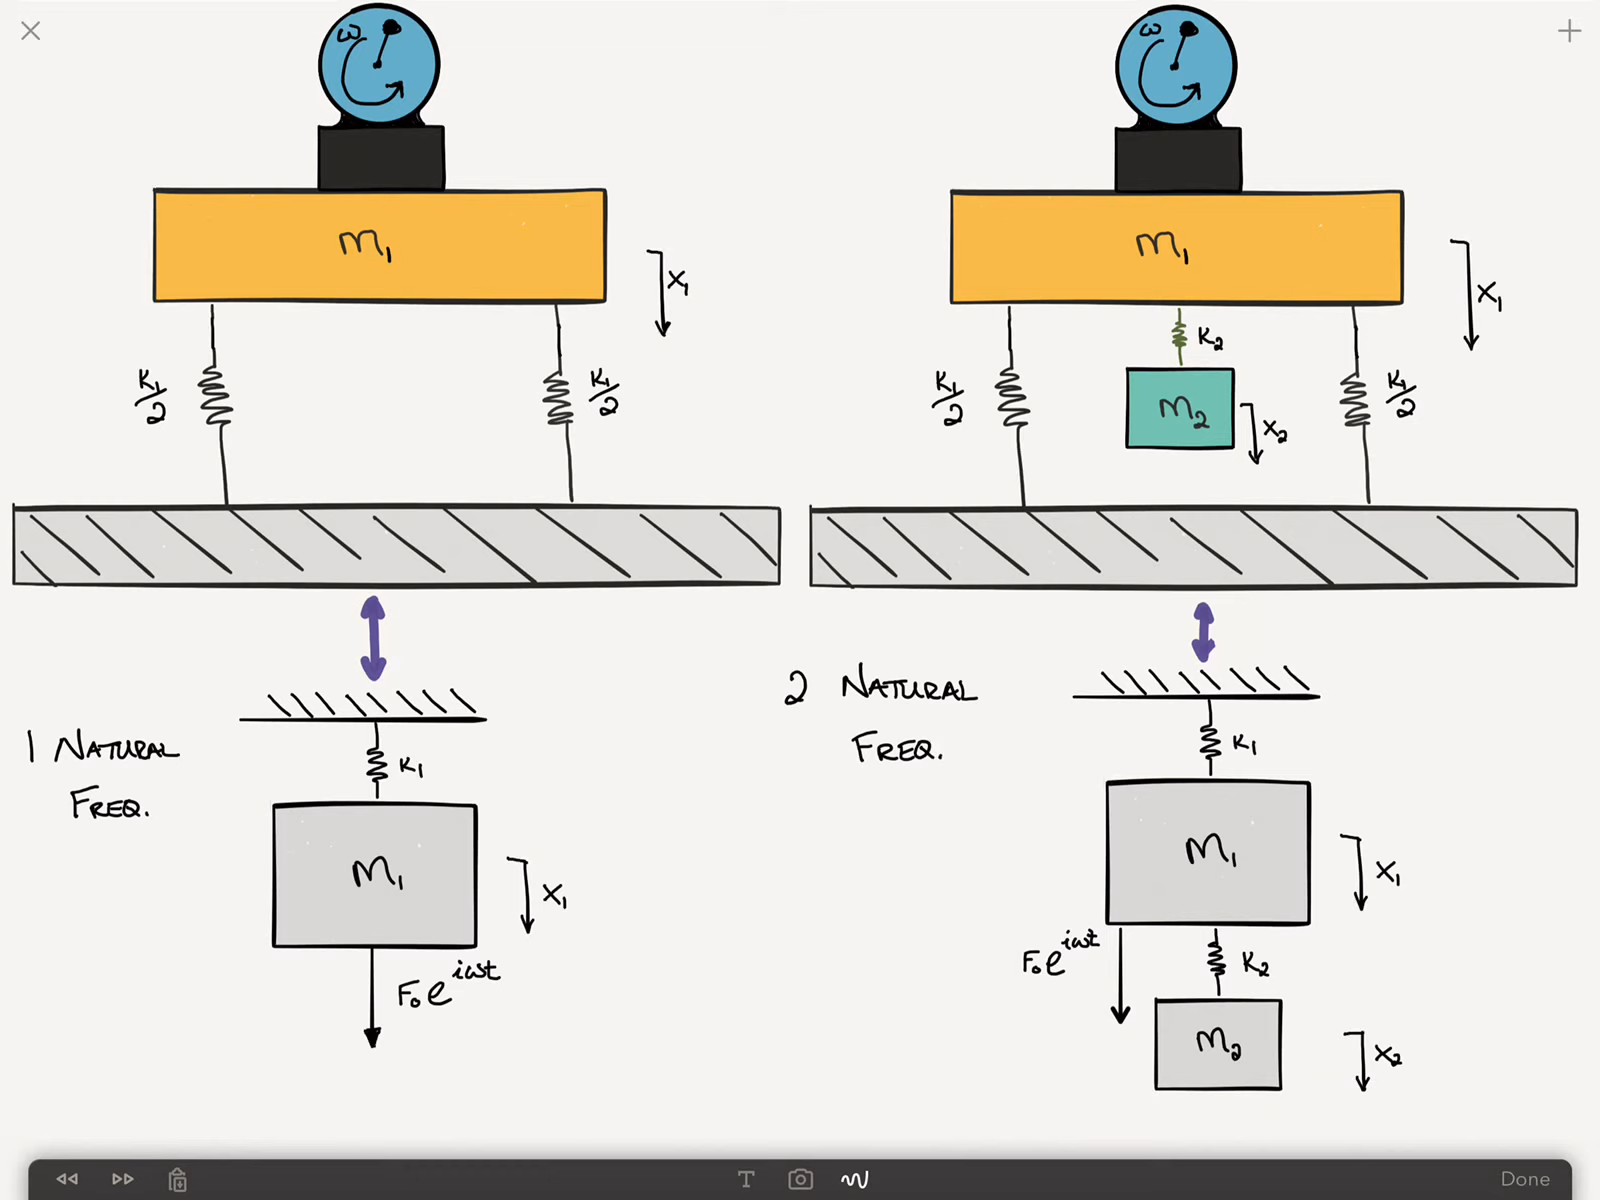 ω
m₁
x₁
K₁/2
K₁/2
1 NATURAL
FREQ.
K₁
m₁
x₁
F₀e^iωt
ω
m₁
x₁
K₂
K₁/2
m₂
x₂
K₁/2
2 NATURAL
FREQ.
K₁
m₁
x₁
F₀e^iωt
K₂
m₂
x₂
T
Done